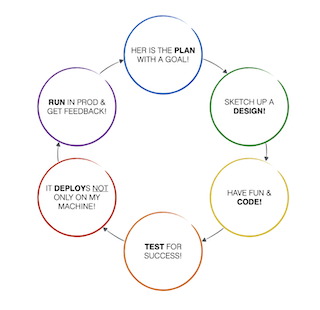 HER IS THE PLAN
WITH A GOAL!
SKETCH UP A
DESIGN!
HAVE FUN &
CODE!
TEST FOR
SUCCESS!
IT DEPLOYS NOT
ONLY ON MY
MACHINE!
RUN IN PROD &
GET FEEDBACK!